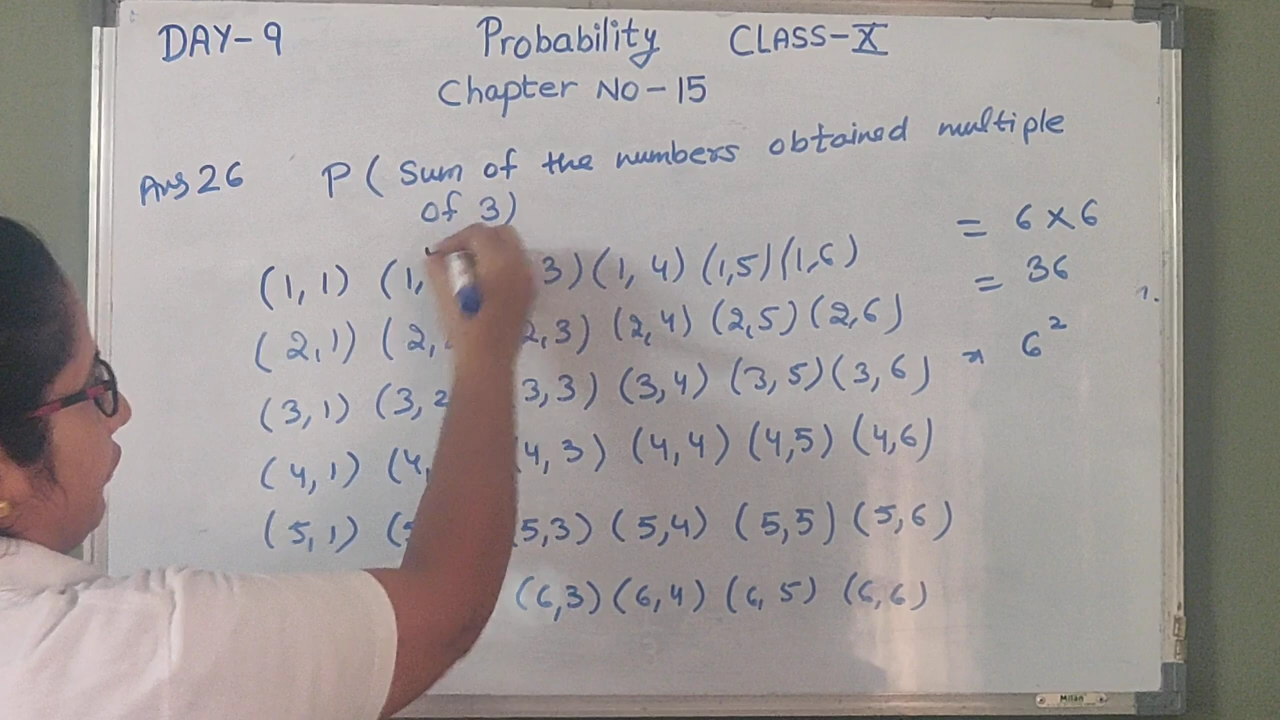 DAY-9 Probability CLASS-X
Chapter NO-15
Ans 26 P( Sum of the numbers obtained multiple
of 3)
= 6×6
(1,1) (1, 3) (1,4) (1,5) (1,6)
= 36
(2,1) (2, 2,3) (2,4) (2,5) (2,6)
6²
(3,1) (3,2 3,3) (3,4) (3,5) (3,6)
(4,1) (4, 4,3) (4,4) (4,5) (4,6)
(5,1) (5 5,3) (5,4) (5,5) (5,6)
(6,3) (6,4) (6,5) (6,6)
Milan